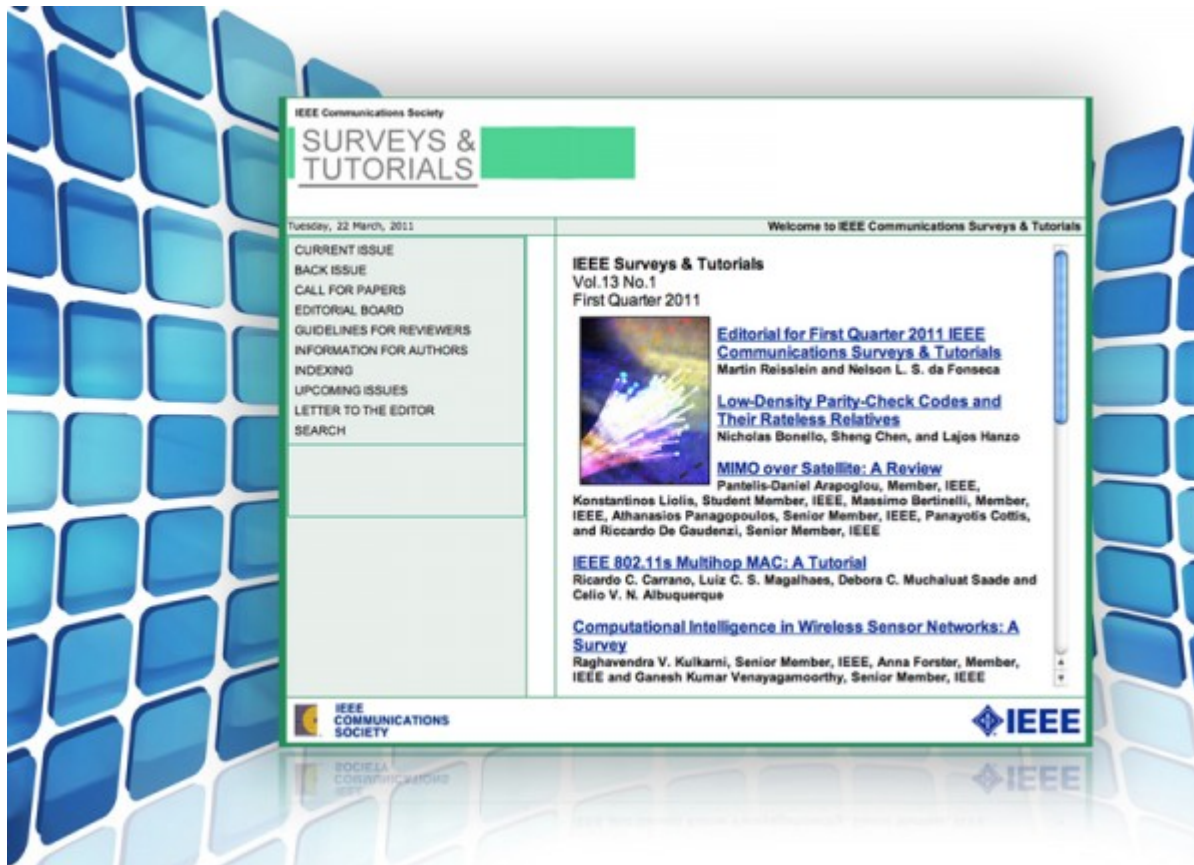 IEEE Communications Society
SURVEYS &
TUTORIALS
Tuesday, 22 March, 2011
Welcome to IEEE Communications Surveys & Tutorials
CURRENT ISSUE
BACK ISSUE
CALL FOR PAPERS
EDITORIAL BOARD
GUIDELINES FOR REVIEWERS
INFORMATION FOR AUTHORS
INDEXING
UPCOMING ISSUES
LETTER TO THE EDITOR
SEARCH
IEEE Surveys & Tutorials
Vol.13 No.1
First Quarter 2011
Editorial for First Quarter 2011 IEEE
Communications Surveys & Tutorials
Martin Reisslein and Nelson L. S. da Fonseca
Low-Density Parity-Check Codes and
Their Rateless Relatives
Nicholas Bonello, Sheng Chen, and Lajos Hanzo
MIMO over Satellite: A Review
Pantelis-Daniel Arapoglou, Member, IEEE,
Konstantinos Liolis, Student Member, IEEE, Massimo Bertinelli, Member,
IEEE, Athanasios Panagopoulos, Senior Member, IEEE, Panayotis Cottis,
and Riccardo De Gaudenzi, Senior Member, IEEE
IEEE 802.11s Multihop MAC: A Tutorial
Ricardo C. Carrano, Luiz C. S. Magalhaes, Debora C. Muchaluat Saade and
Celio V. N. Albuquerque
Computational Intelligence in Wireless Sensor Networks: A
Survey
Raghavendra V. Kulkarni, Senior Member, IEEE, Anna Forster, Member,
IEEE and Ganesh Kumar Venayagamoorthy, Senior Member, IEEE
IEEE
COMMUNICATIONS
SOCIETY
IEEE